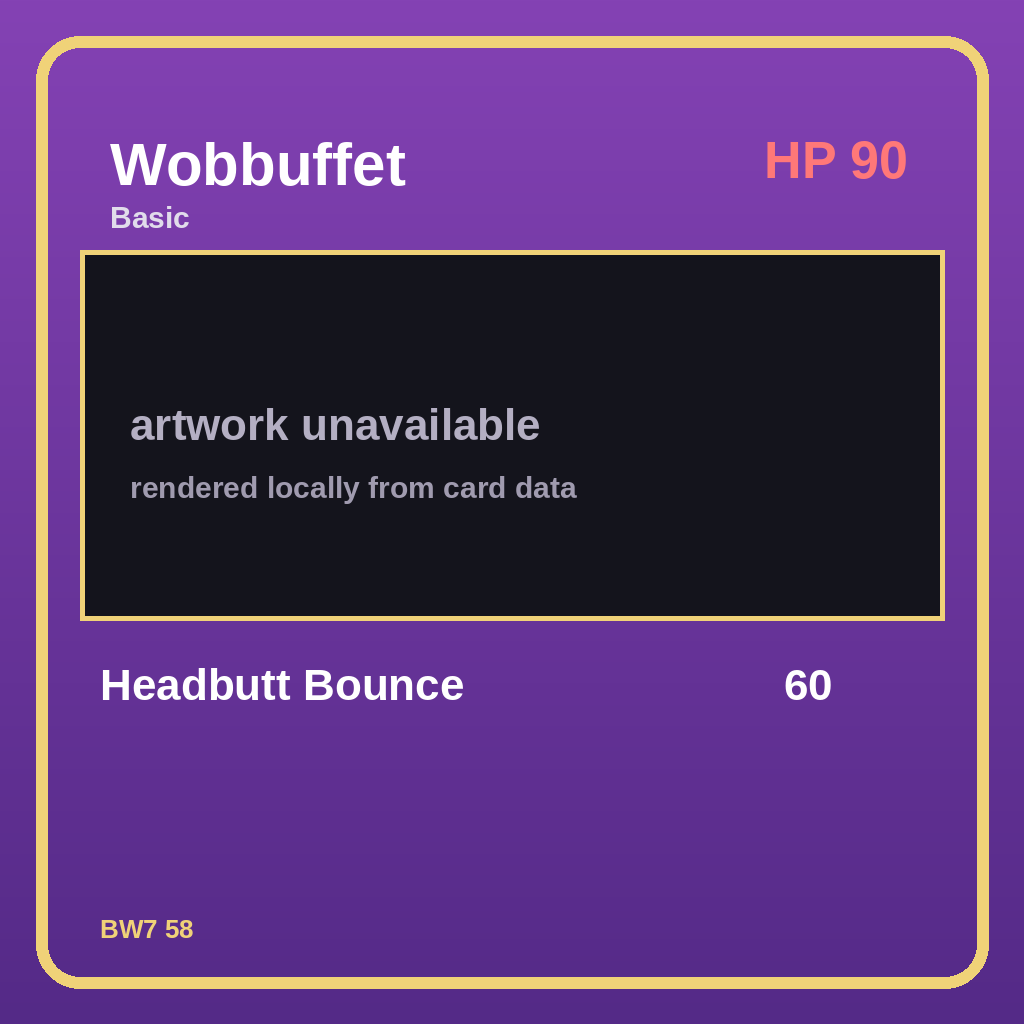 Wobbuffet
HP 90
Basic
artwork unavailable
rendered locally from card data
Headbutt Bounce
60
BW7 58